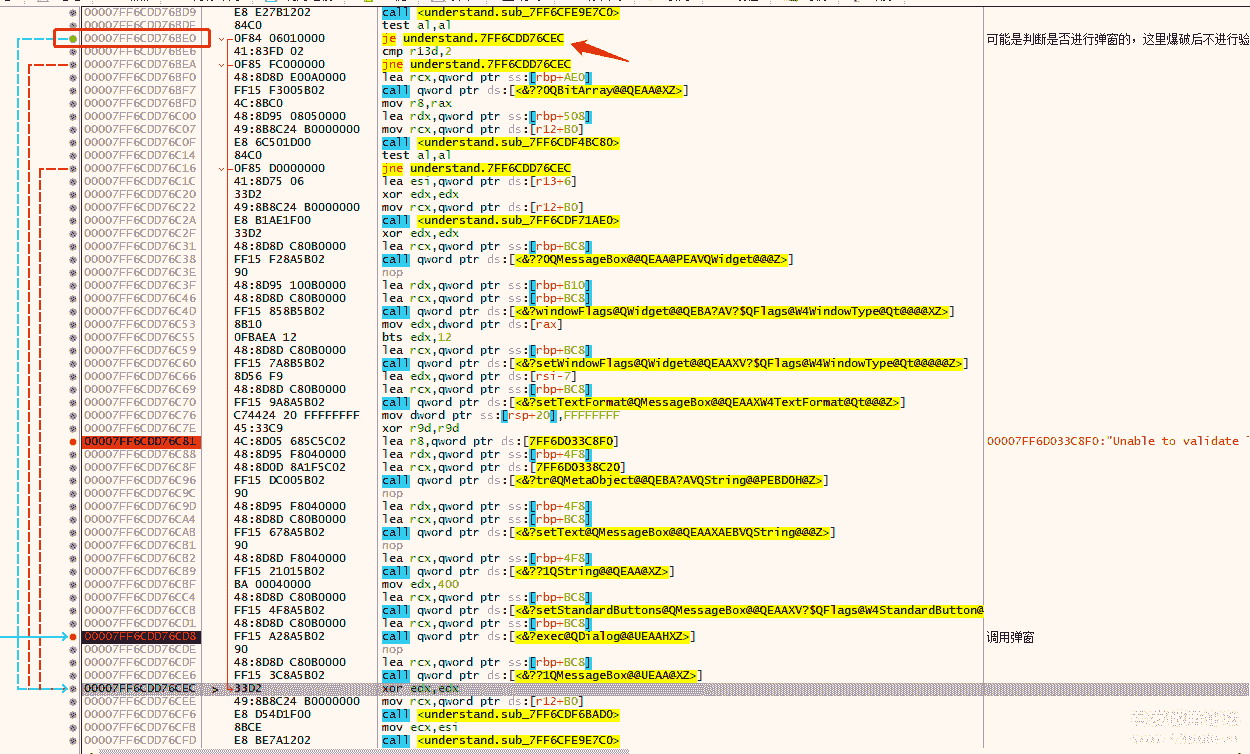 00007FF6CDD76BD9 E8 E27B1202 call <understand.sub_7FF6CFE9E7C0>
84C0 test al,al
00007FF6CDD76BE0 0F84 06010000 je understand.7FF6CDD76CEC 可能是判断是否进行弹窗的，这里爆破后不进行验
00007FF6CDD76BE6 41:83FD 02 cmp r13d,2
00007FF6CDD76BEA 0F85 FC000000 jne understand.7FF6CDD76CEC
00007FF6CDD76BF0 48:8D8D E00A0000 lea rcx,qword ptr ss:[rbp+AE0]
00007FF6CDD76BF7 FF15 F3005B02 call qword ptr ds:[<&??0QBitArray@@QEAA@XZ>]
00007FF6CDD76BFD 4C:8BC0 mov r8,rax
00007FF6CDD76C00 48:8D95 08050000 lea rdx,qword ptr ss:[rbp+508]
00007FF6CDD76C07 49:8B8C24 B0000000 mov rcx,qword ptr ds:[r12+B0]
00007FF6CDD76C0F E8 6C501D00 call <understand.sub_7FF6CDF4BC80>
00007FF6CDD76C14 84C0 test al,al
00007FF6CDD76C16 0F85 D0000000 jne understand.7FF6CDD76CEC
00007FF6CDD76C1C 41:8D75 06 lea esi,qword ptr ds:[r13+6]
00007FF6CDD76C20 33D2 xor edx,edx
00007FF6CDD76C22 49:8B8C24 B0000000 mov rcx,qword ptr ds:[r12+B0]
00007FF6CDD76C2A E8 B1AE1F00 call <understand.sub_7FF6CDF71AE0>
00007FF6CDD76C2F 33D2 xor edx,edx
00007FF6CDD76C31 48:8D8D C80B0000 lea rcx,qword ptr ss:[rbp+BC8]
00007FF6CDD76C38 FF15 F28A5B02 call qword ptr ds:[<&??0QMessageBox@@QEAA@PEAVQWidget@@@Z>]
00007FF6CDD76C3E 90 nop
00007FF6CDD76C3F 48:8D95 100B0000 lea rdx,qword ptr ss:[rbp+B10]
00007FF6CDD76C46 48:8D8D C80B0000 lea rcx,qword ptr ss:[rbp+BC8]
00007FF6CDD76C4D FF15 858B5B02 call qword ptr ds:[<&?windowFlags@QWidget@@QEBA?AV?$QFlags@W4WindowType@Qt@@@@XZ>]
00007FF6CDD76C53 8B10 mov edx,dword ptr ds:[rax]
00007FF6CDD76C55 0FBAEA 12 bts edx,12
00007FF6CDD76C59 48:8D8D C80B0000 lea rcx,qword ptr ss:[rbp+BC8]
00007FF6CDD76C60 FF15 7A8B5B02 call qword ptr ds:[<&?setWindowFlags@QWidget@@QEAAXV?$QFlags@W4WindowType@Qt@@@@@Z>]
00007FF6CDD76C66 8D56 F9 lea edx,qword ptr ds:[rsi-7]
00007FF6CDD76C69 48:8D8D C80B0000 lea rcx,qword ptr ss:[rbp+BC8]
00007FF6CDD76C70 FF15 9A8A5B02 call qword ptr ds:[<&?setTextFormat@QMessageBox@@QEAAXW4TextFormat@Qt@@@Z>]
00007FF6CDD76C76 C74424 20 FFFFFFFF mov dword ptr ss:[rsp+20],FFFFFFFF
00007FF6CDD76C7E 45:33C9 xor r9d,r9d
00007FF6CDD76C81 4C:8D05 685C5C02 lea r8,qword ptr ds:[7FF6D033C8F0] 00007FF6D033C8F0:"Unable to validate
00007FF6CDD76C88 48:8D95 F8040000 lea rdx,qword ptr ss:[rbp+4F8]
00007FF6CDD76C8F 48:8D0D 8A1F5C02 lea rcx,qword ptr ds:[7FF6D0338C20]
00007FF6CDD76C96 FF15 DC005B02 call qword ptr ds:[<&?tr@QMetaObject@@QEBA?AVQString@@PEBD0H@Z>]
00007FF6CDD76C9C 90 nop
00007FF6CDD76C9D 48:8D95 F8040000 lea rdx,qword ptr ss:[rbp+4F8]
00007FF6CDD76CA4 48:8D8D C80B0000 lea rcx,qword ptr ss:[rbp+BC8]
00007FF6CDD76CAB FF15 678A5B02 call qword ptr ds:[<&?setText@QMessageBox@@QEAAXAEBVQString@@@Z>]
00007FF6CDD76CB1 90 nop
00007FF6CDD76CB2 48:8D8D F8040000 lea rcx,qword ptr ss:[rbp+4F8]
00007FF6CDD76CB9 FF15 21015B02 call qword ptr ds:[<&??1QString@@QEAA@XZ>]
00007FF6CDD76CBF BA 00040000 mov edx,400
00007FF6CDD76CC4 48:8D8D C80B0000 lea rcx,qword ptr ss:[rbp+BC8]
00007FF6CDD76CCB FF15 4F8A5B02 call qword ptr ds:[<&?setStandardButtons@QMessageBox@@QEAAXV?$QFlags@W4StandardButton@
00007FF6CDD76CD1 48:8D8D C80B0000 lea rcx,qword ptr ss:[rbp+BC8]
00007FF6CDD76CD8 FF15 A28A5B02 call qword ptr ds:[<&?exec@QDialog@@UEAAHXZ>] 调用弹窗
00007FF6CDD76CDE 90 nop
00007FF6CDD76CDF 48:8D8D C80B0000 lea rcx,qword ptr ss:[rbp+BC8]
00007FF6CDD76CE6 FF15 3C8A5B02 call qword ptr ds:[<&??1QMessageBox@@UEAA@XZ>]
00007FF6CDD76CEC 33D2 xor edx,edx
00007FF6CDD76CEE 49:8B8C24 B0000000 mov rcx,qword ptr ds:[r12+B0]
00007FF6CDD76CF6 E8 D54D1F00 call <understand.sub_7FF6CDF6BAD0>
00007FF6CDD76CFB 8BCE mov ecx,esi
00007FF6CDD76CFD E8 BE7A1202 call <understand.sub_7FF6CFE9E7C0>